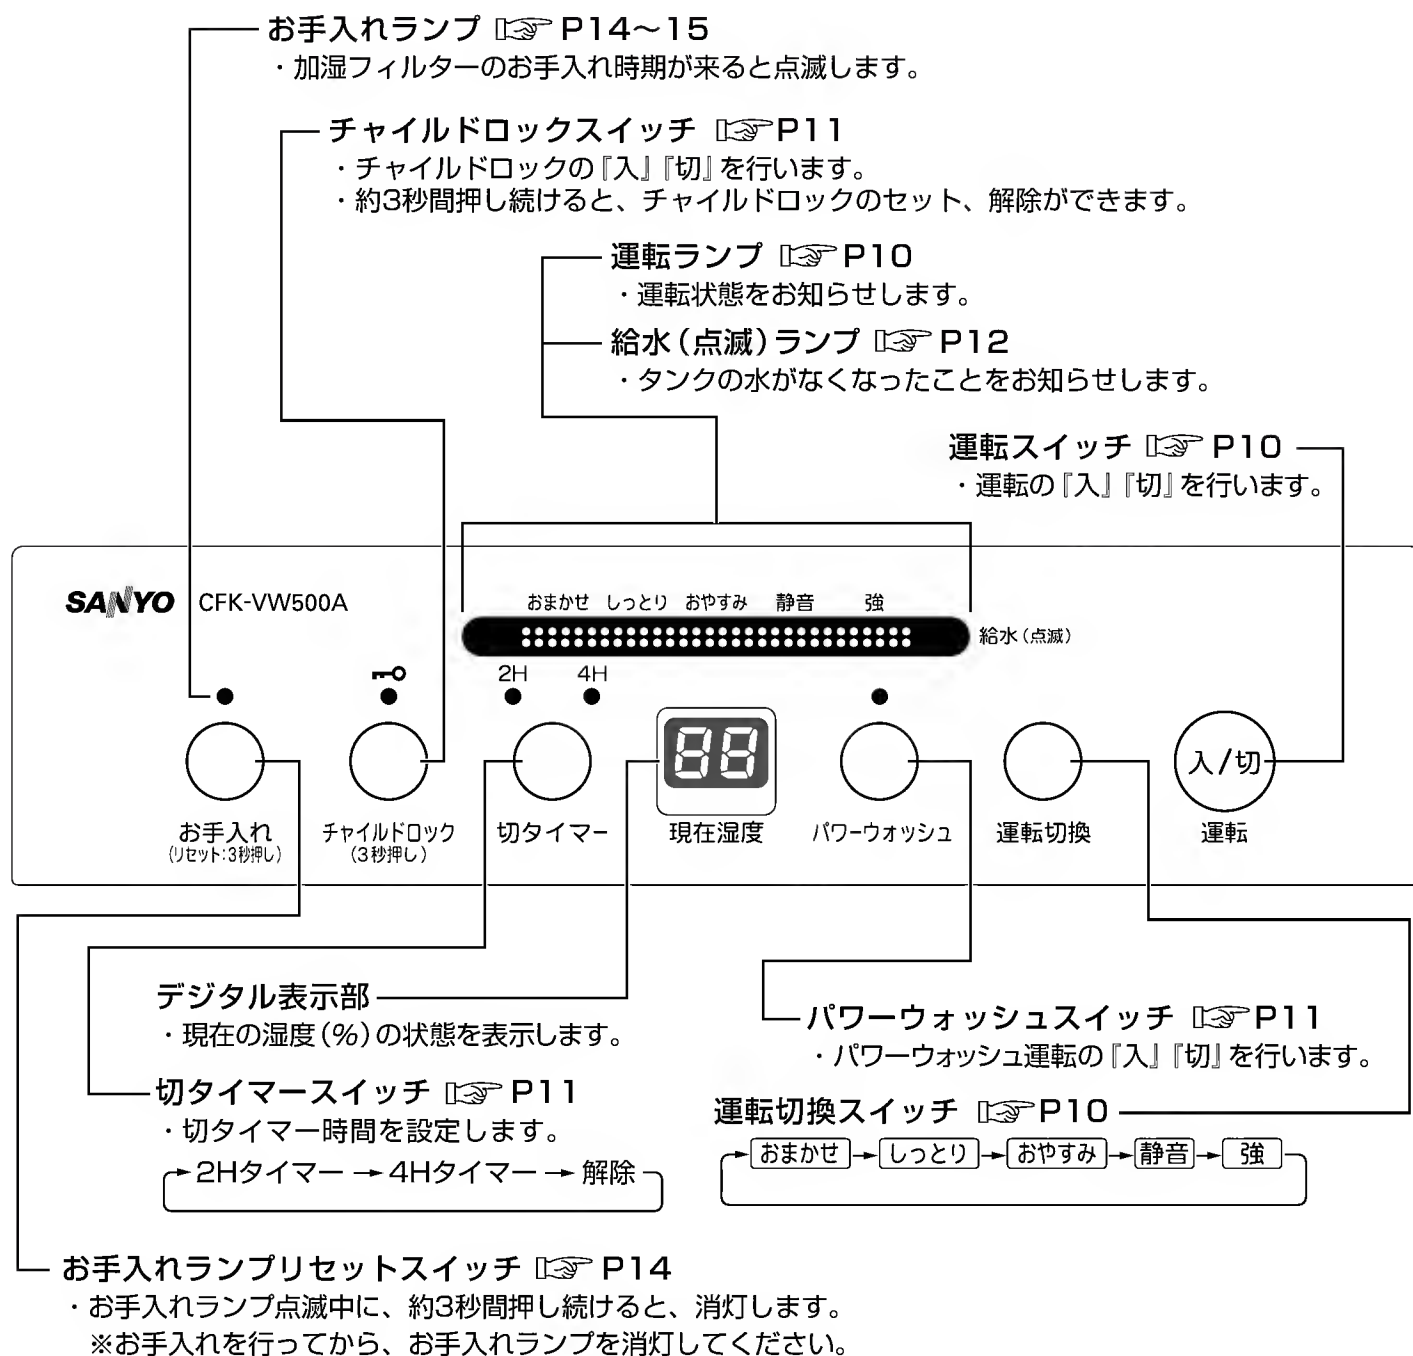 お手入れランプ ☞ P14～15
・加湿フィルターのお手入れ時期が来ると点滅します。
チャイルドロックスイッチ ☞P11
・チャイルドロックの『入』『切』を行います。
・約3秒間押し続けると、チャイルドロックのセット、解除ができます。
運転ランプ ☞P10
・運転状態をお知らせします。
給水（点滅）ランプ ☞ P12
・タンクの水がなくなったことをお知らせします。
運転スイッチ ☞ P10
・運転の『入』『切』を行います。
SANYO CFK-VW500A
おまかせ しっとり おやすみ 静音 強
給水（点滅）
2H 4H
88
入/切
お手入れ チャイルドロック 切タイマー 現在湿度 パワーウォッシュ 運転切換 運転
（リセット：3秒押し） （3秒押し）
デジタル表示部
・現在の湿度（%）の状態を表示します。
切タイマースイッチ ☞ P11
・切タイマー時間を設定します。
→2Hタイマー→4Hタイマー→解除
パワーウォッシュスイッチ ☞P11
・パワーウォッシュ運転の『入』『切』を行います。
運転切換スイッチ ☞P10
→おまかせ→しっとり→おやすみ→静音→強
お手入れランプリセットスイッチ ☞ P14
・お手入れランプ点滅中に、約3秒間押し続けると、消灯します。
※お手入れを行ってから、お手入れランプを消灯してください。